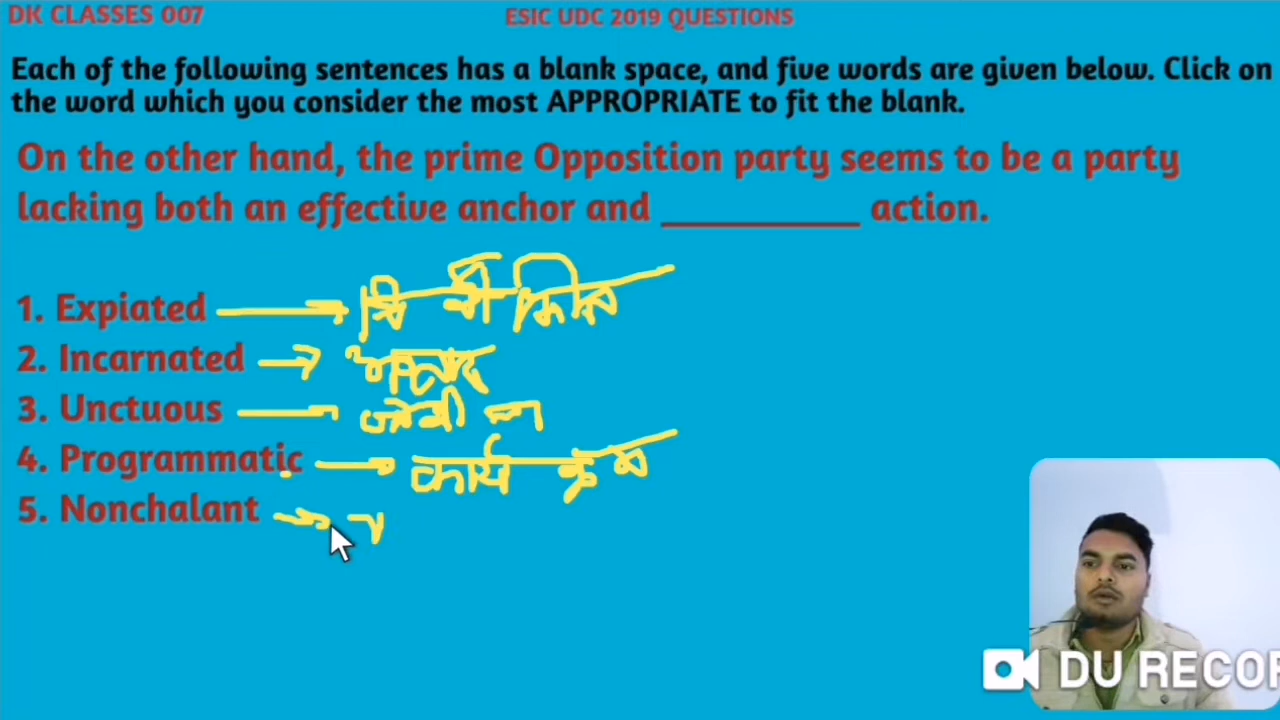 DK CLASSES 007
ESIC UDC 2019 QUESTIONS
Each of the following sentences has a blank space, and five words are given below. Click on
the word which you consider the most APPROPRIATE to fit the blank.
On the other hand, the prime Opposition party seems to be a party
lacking both an effective anchor and __________ action.
1. Expiated
2. Incarnated
3. Unctuous
4. Programmatic कार्य क्रम
5. Nonchalant
DU RECOR